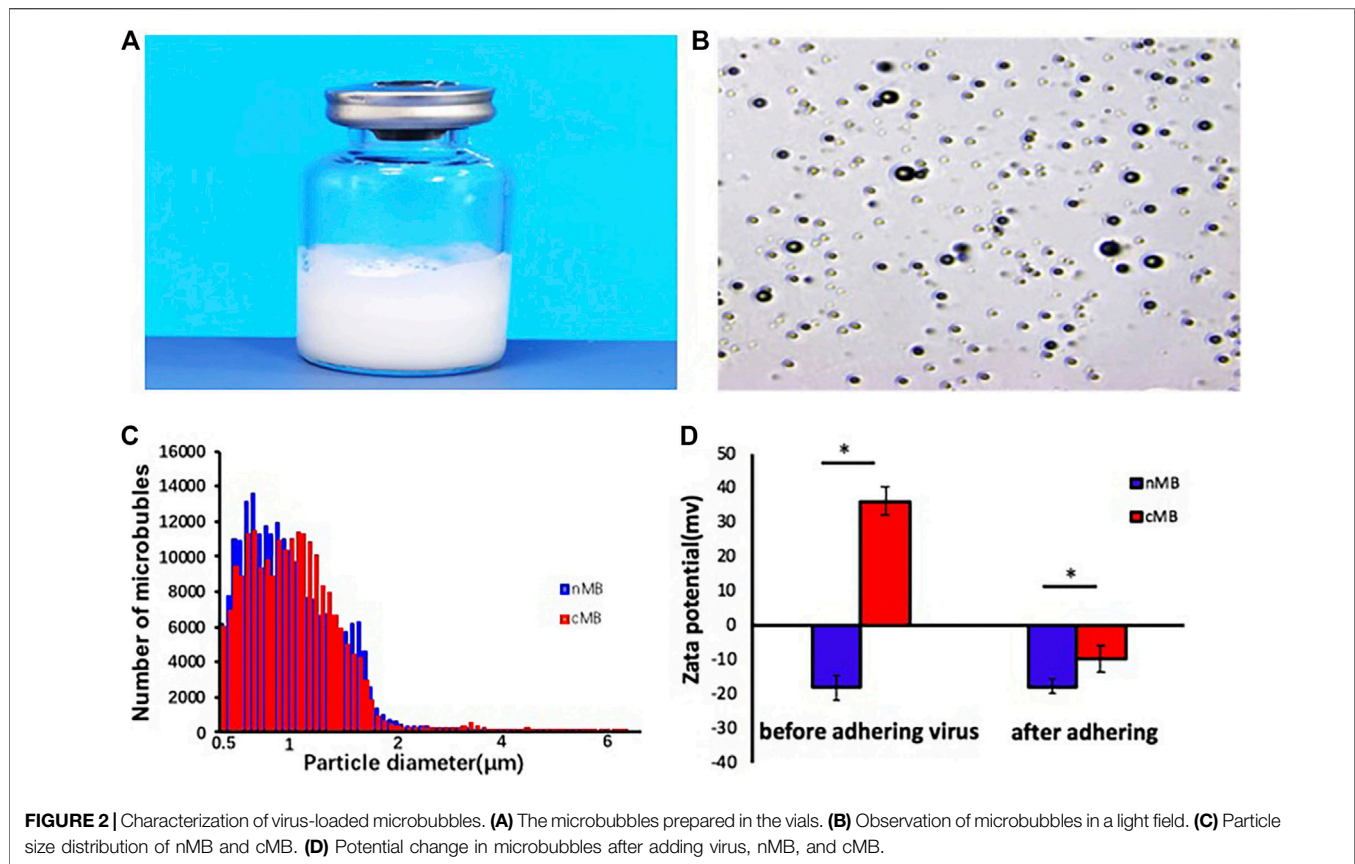 A
B
C
16000
14000
12000
10000
8000
6000
4000
2000
0
Number of microbubbles
nMB
cMB
0.5 1 2 4 6
Particle diameter(μm)
D
50
40
30
20
10
0
-10
-20
-30
-40
Zata potential(mv)
*
*
nMB
cMB
before adhering virus after adhering
FIGURE 2 | Characterization of virus-loaded microbubbles. (A) The microbubbles prepared in the vials. (B) Observation of microbubbles in a light field. (C) Particle
size distribution of nMB and cMB. (D) Potential change in microbubbles after adding virus, nMB, and cMB.